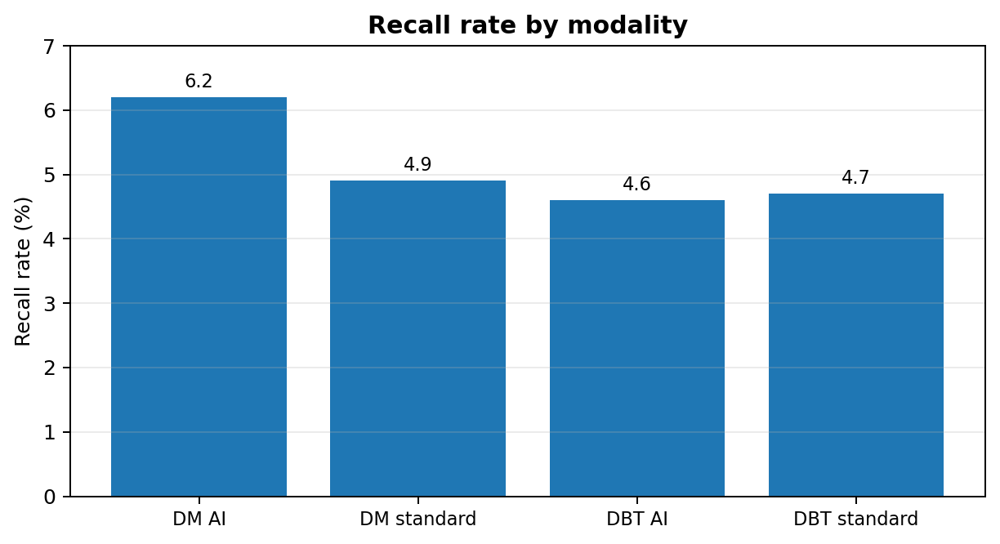 Recall rate by modality
Recall rate (%)
7
6
5
4
3
2
1
0
6.2
4.9
4.6
4.7
DM AI
DM standard
DBT AI
DBT standard